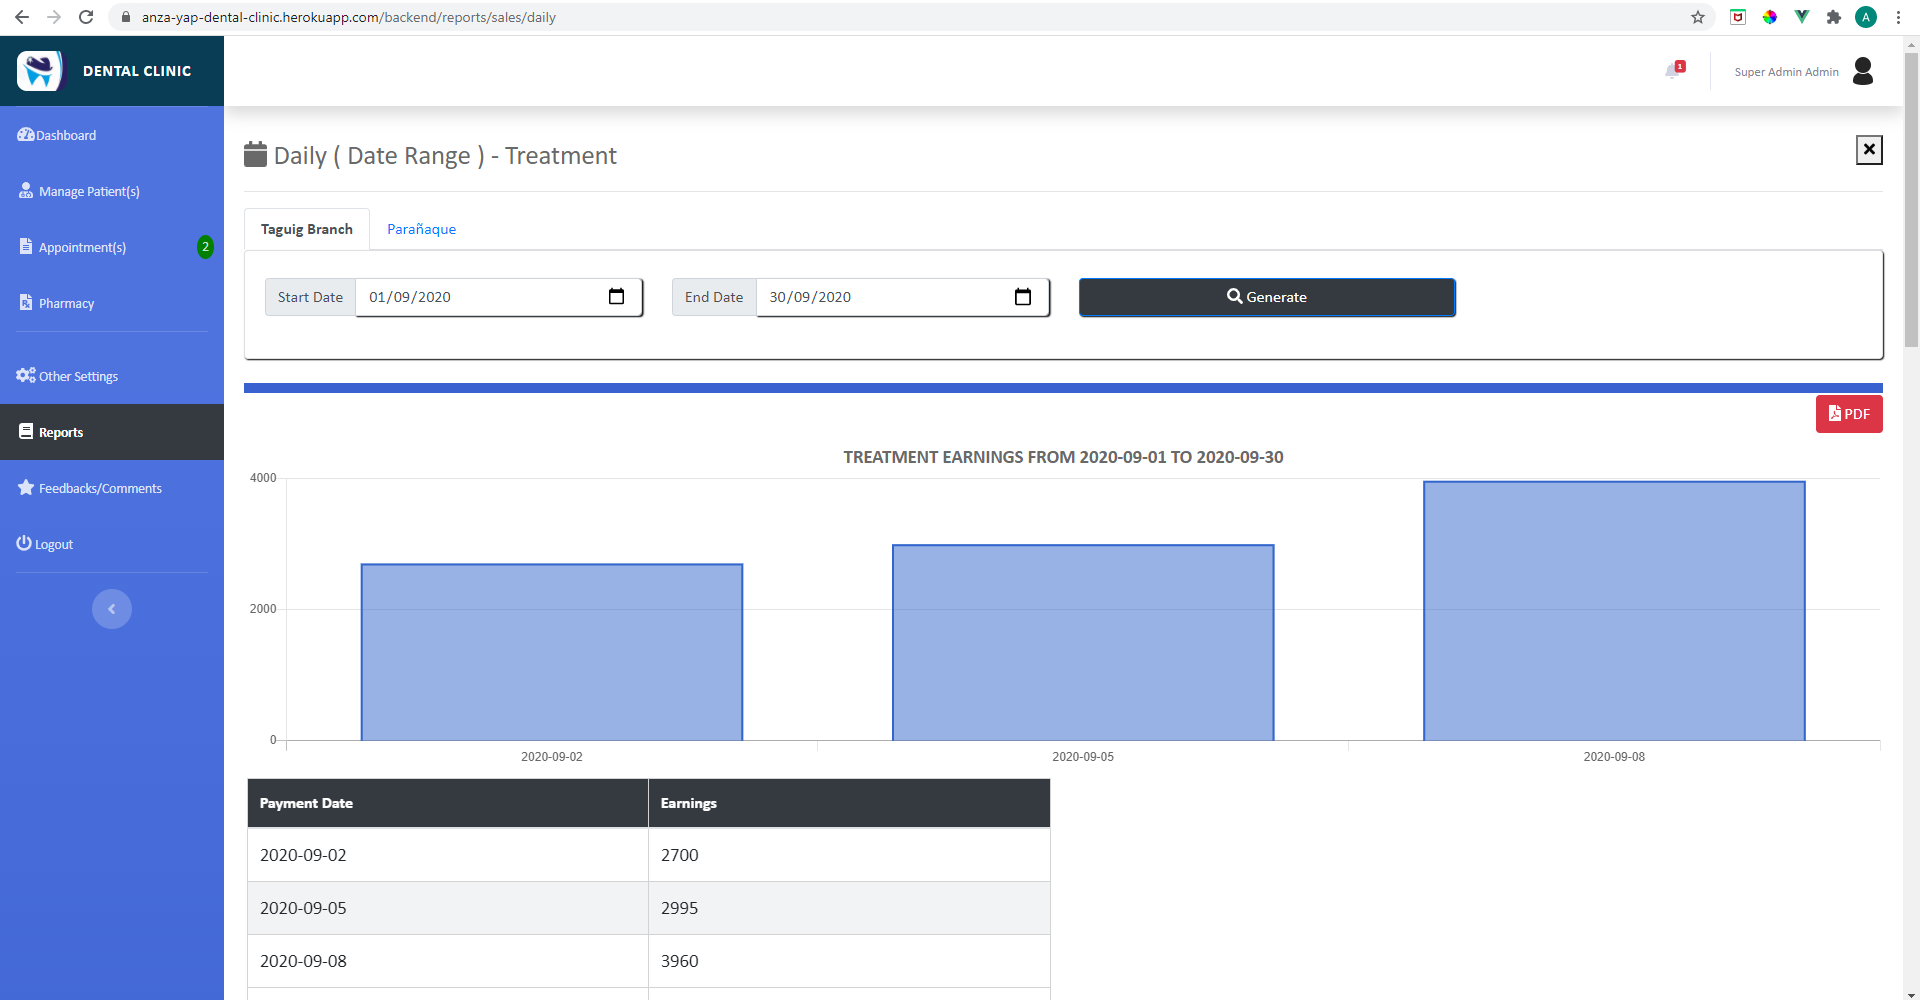 anza-yap-dental-clinic.herokuapp.com/backend/reports/sales/daily
A
DENTAL CLINIC
1
Super Admin Admin
Dashboard
Manage Patient(s)
Appointment(s)
2
Pharmacy
Other Settings
Reports
Feedbacks/Comments
Logout
Daily ( Date Range ) - Treatment
Taguig Branch
Parañaque
Start Date
01/09/2020
End Date
30/09/2020
Generate
PDF
TREATMENT EARNINGS FROM 2020-09-01 TO 2020-09-30
4000
2000
0
2020-09-02
2020-09-05
2020-09-08
Payment Date
Earnings
2020-09-02
2700
2020-09-05
2995
2020-09-08
3960